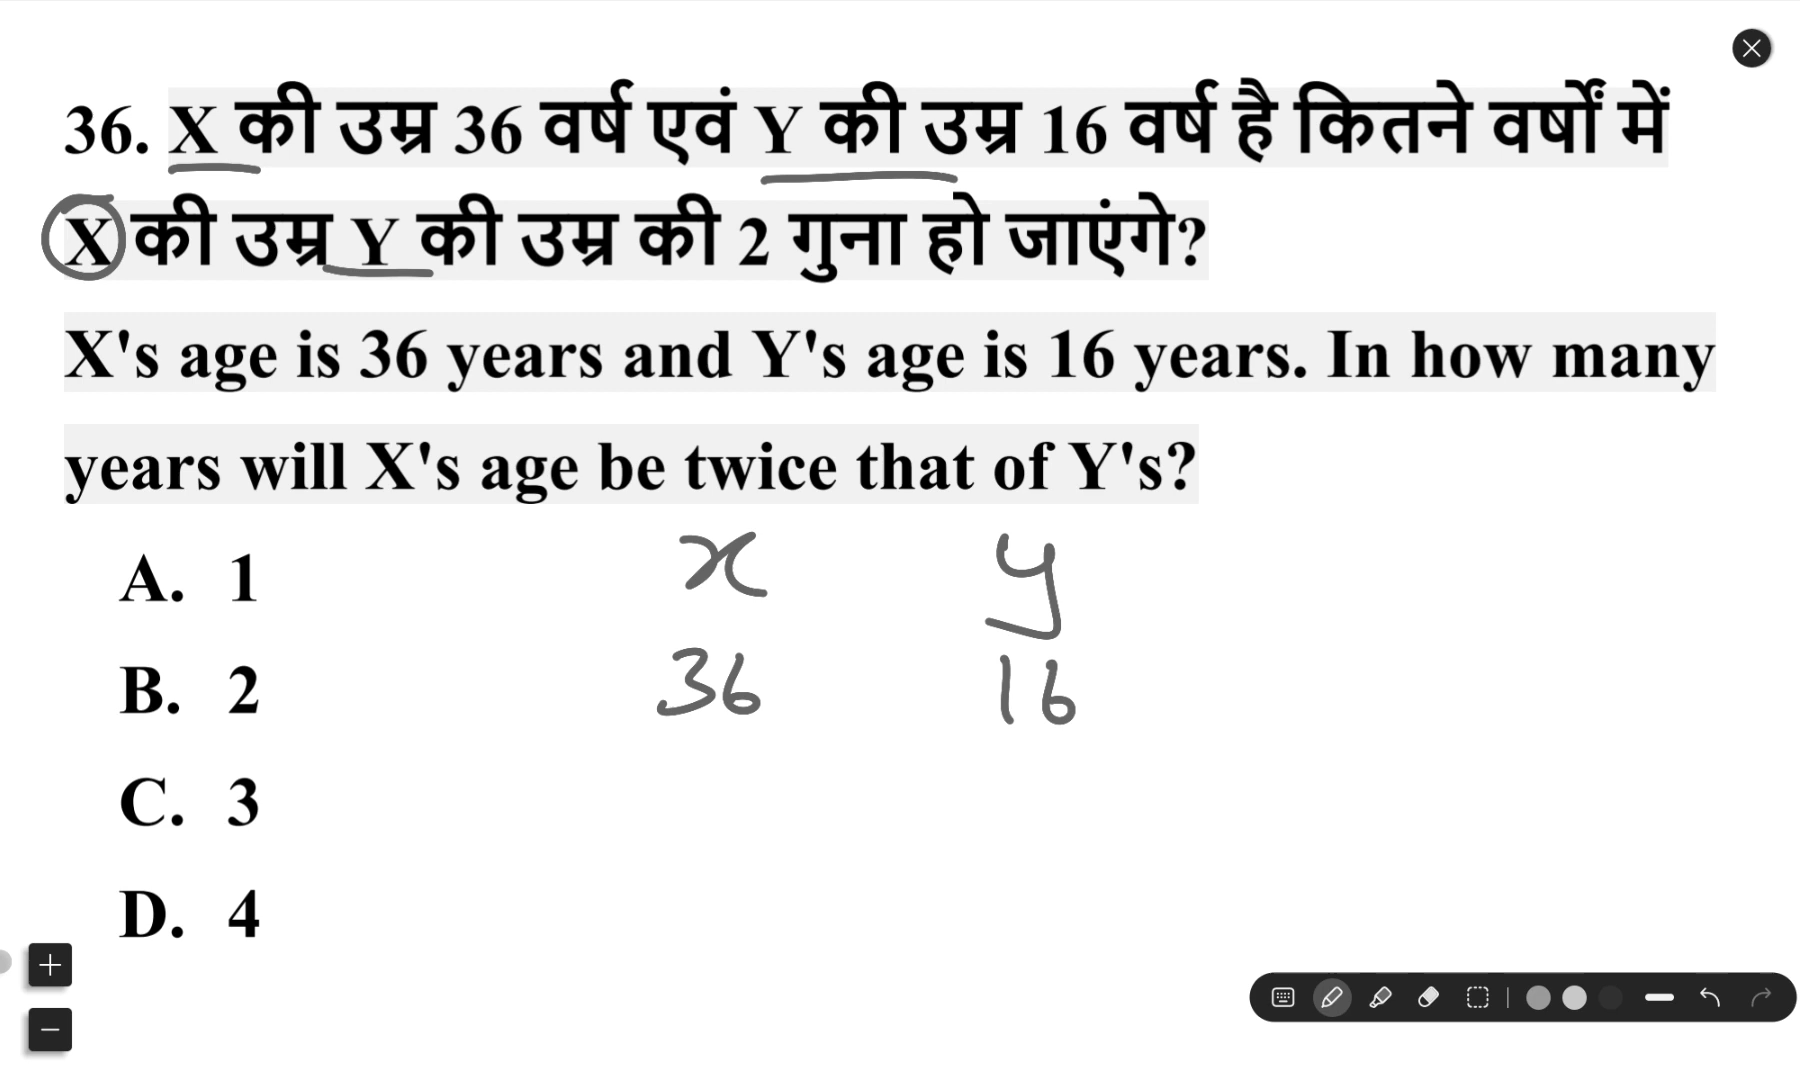 36. X की उम्र 36 वर्ष एवं Y की उम्र 16 वर्ष है कितने वर्षों में
X की उम्र Y की उम्र की 2 गुना हो जाएंगे?
X's age is 36 years and Y's age is 16 years. In how many
years will X's age be twice that of Y's?
A. 1
B. 2
C. 3
D. 4
x y
36 16